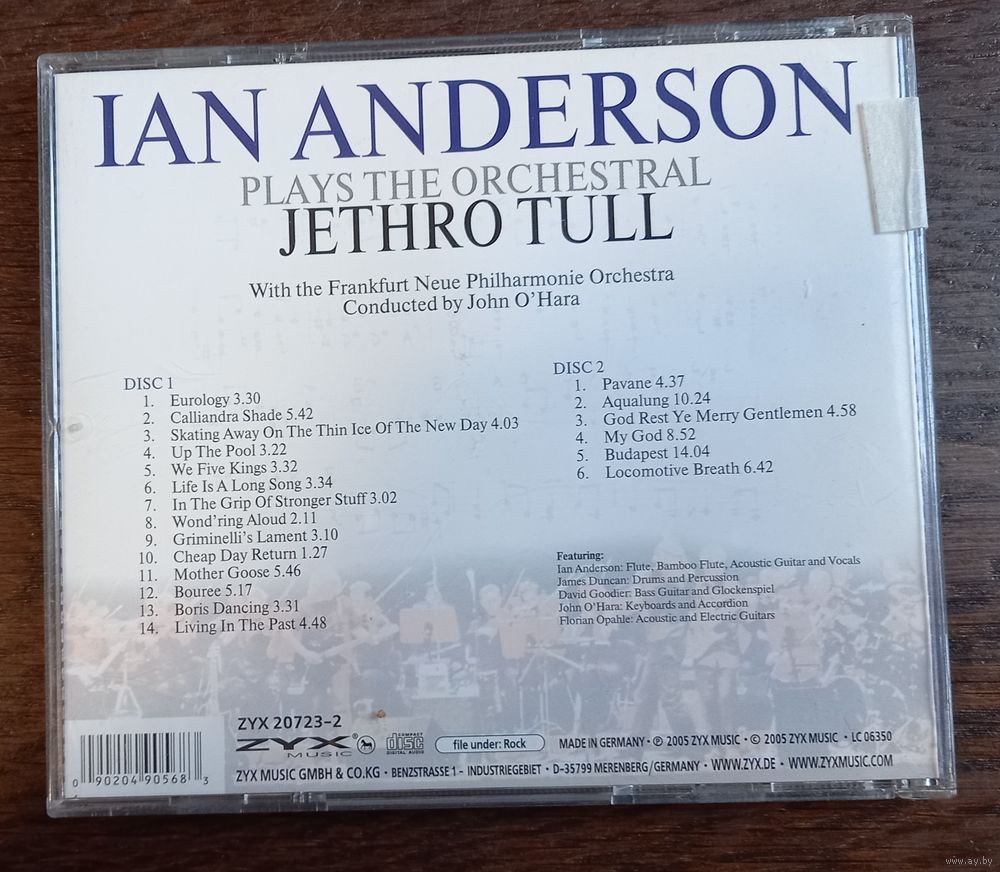 IAN ANDERSON
PLAYS THE ORCHESTRAL
JETHRO TULL
With the Frankfurt Neue Philharmonie Orchestra
Conducted by John O'Hara
DISC 1
1. Eurology 3.30
2. Calliandra Shade 5.42
3. Skating Away On The Thin Ice Of The New Day 4.03
4. Up The Pool 3.22
5. We Five Kings 3.32
6. Life Is A Long Song 3.34
7. In The Grip Of Stronger Stuff 3.02
8. Wond'ring Aloud 2.11
9. Griminelli's Lament 3.10
10. Cheap Day Return 1.27
11. Mother Goose 5.46
12. Bouree 5.17
13. Boris Dancing 3.31
14. Living In The Past 4.48
DISC 2
1. Pavane 4.37
2. Aqualung 10.24
3. God Rest Ye Merry Gentlemen 4.58
4. My God 8.52
5. Budapest 14.04
6. Locomotive Breath 6.42
Featuring:
Ian Anderson: Flute, Bamboo Flute, Acoustic Guitar and Vocals
James Duncan: Drums and Percussion
David Goodier: Bass Guitar and Glockenspiel
John O'Hara: Keyboards and Accordion
Florian Opahle: Acoustic and Electric Guitars
ZYX 20723-2
ZYX® MUSIC
COMPACT disc DIGITAL AUDIO
file under: Rock
MADE IN GERMANY · ℗ 2005 ZYX MUSIC · © 2005 ZYX MUSIC · LC 06350
ZYX MUSIC GMBH & CO.KG · BENZSTRASSE 1 - INDUSTRIEGEBIET · D-35799 MERENBERG/GERMANY · WWW.ZYX.DE · WWW.ZYXMUSIC.COM
0 90204 90568 3
www.ay.by